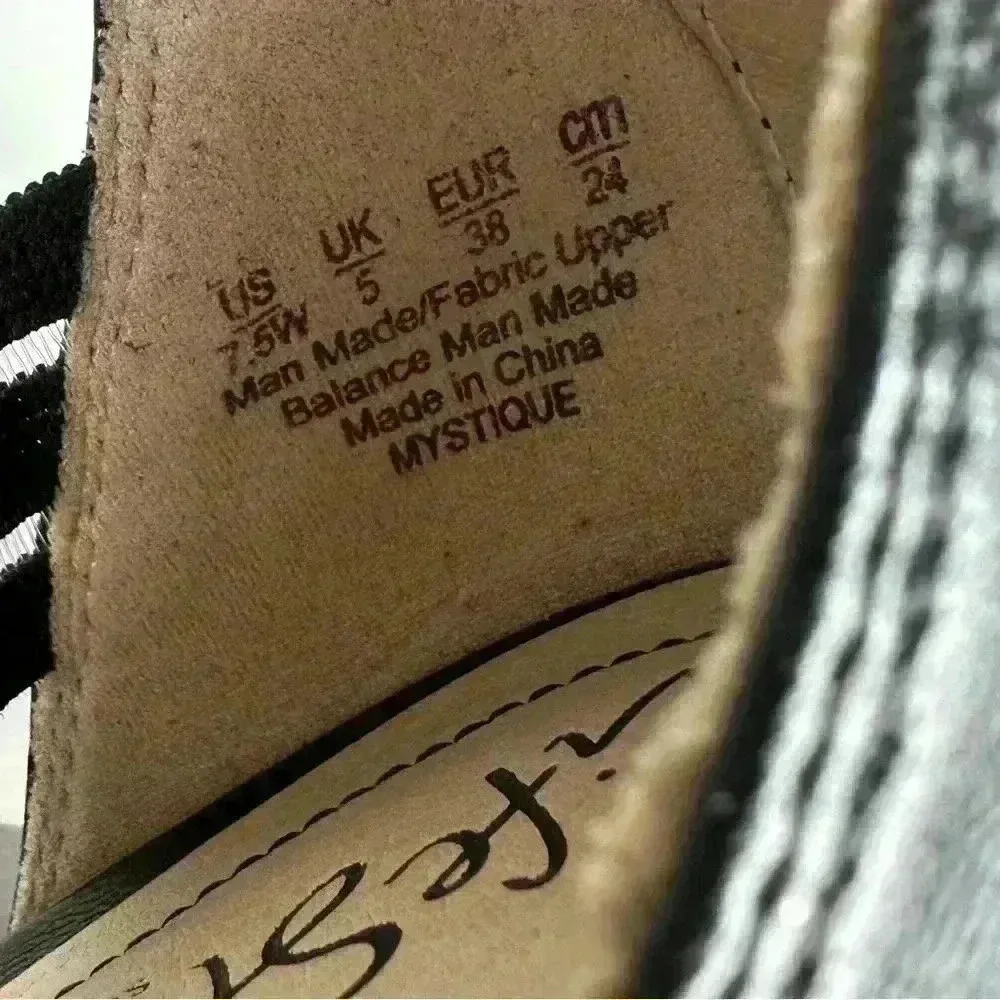 US UK EUR cm
7.5W 5 38 24
Man Made/Fabric Upper
Balance Man Made
Made in China
MYSTIQUE